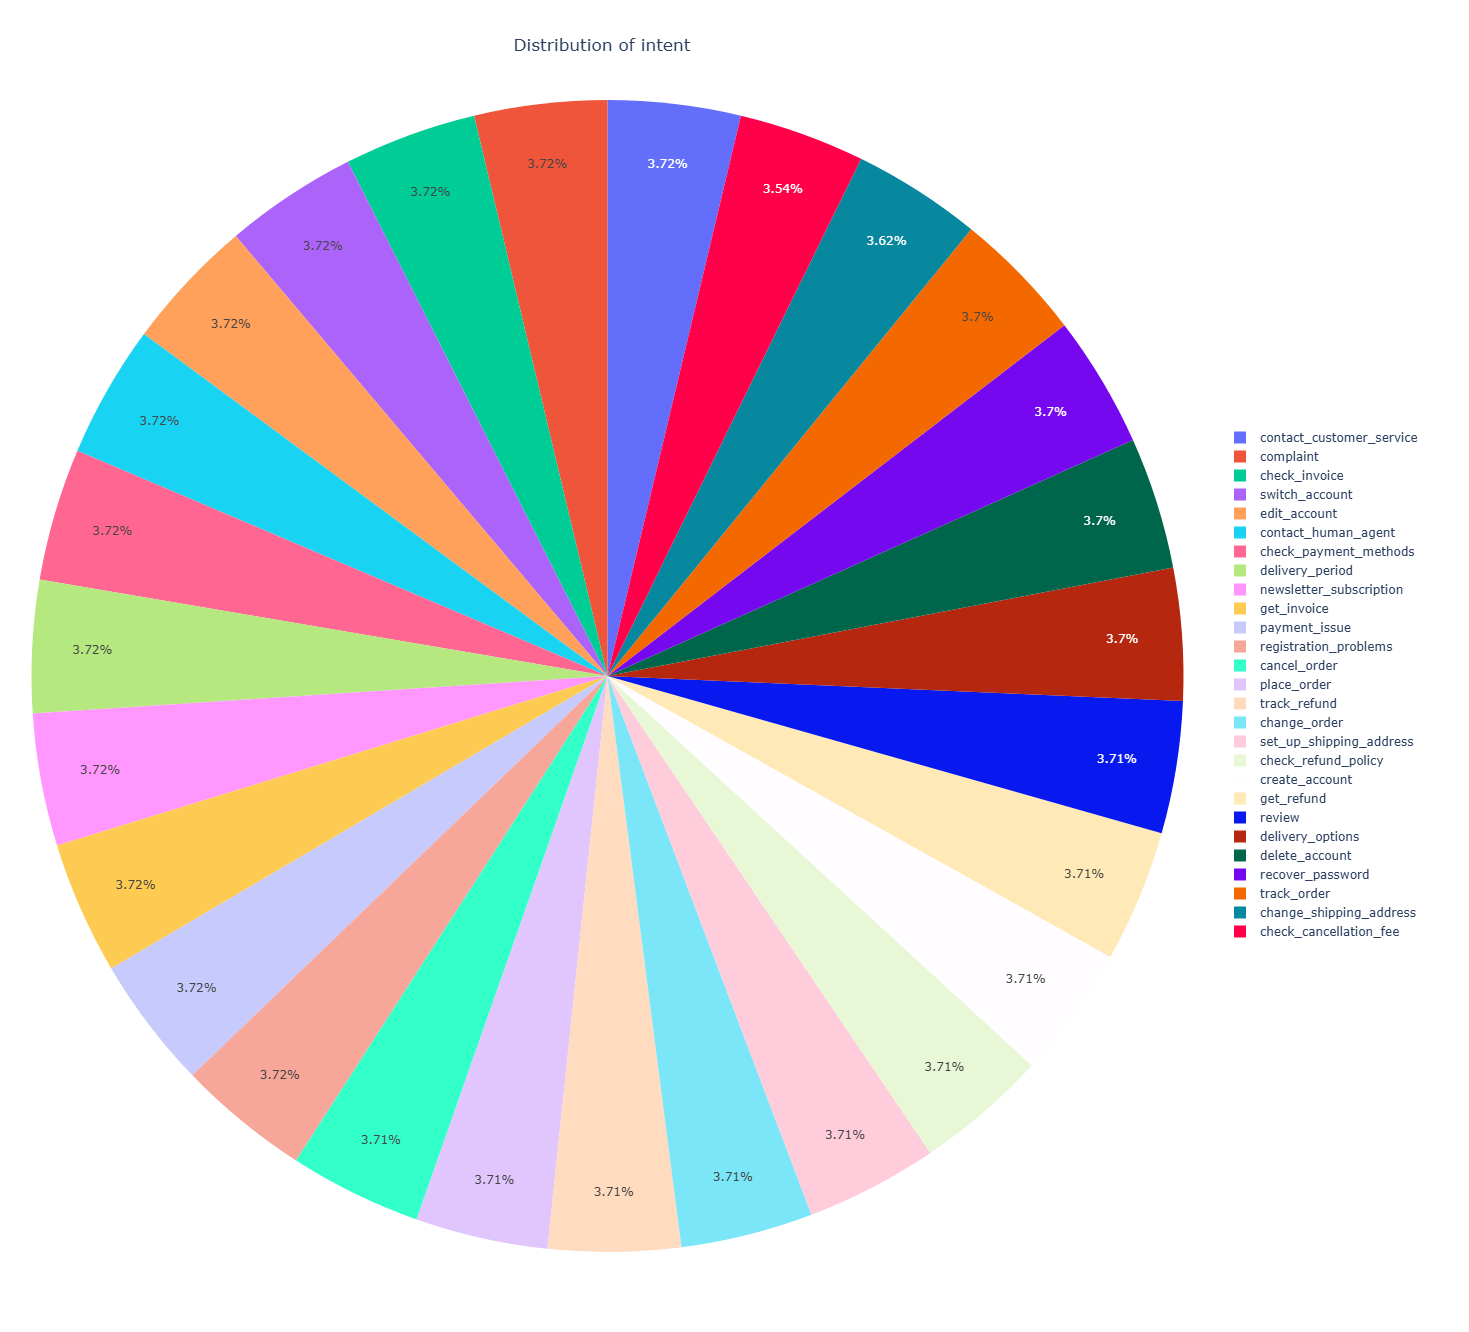 Distribution of intent
3.72%
3.72%
3.72%
3.54%
3.72%
3.62%
3.72%
3.7%
3.72%
3.7%
3.72%
3.7%
3.72%
3.7%
3.72%
3.71%
3.72%
3.71%
3.72%
3.71%
3.72%
3.71%
3.72%
3.71%
3.71%
3.71%
3.71%
contact_customer_service
complaint
check_invoice
switch_account
edit_account
contact_human_agent
check_payment_methods
delivery_period
newsletter_subscription
get_invoice
payment_issue
registration_problems
cancel_order
place_order
track_refund
change_order
set_up_shipping_address
check_refund_policy
create_account
get_refund
review
delivery_options
delete_account
recover_password
track_order
change_shipping_address
check_cancellation_fee